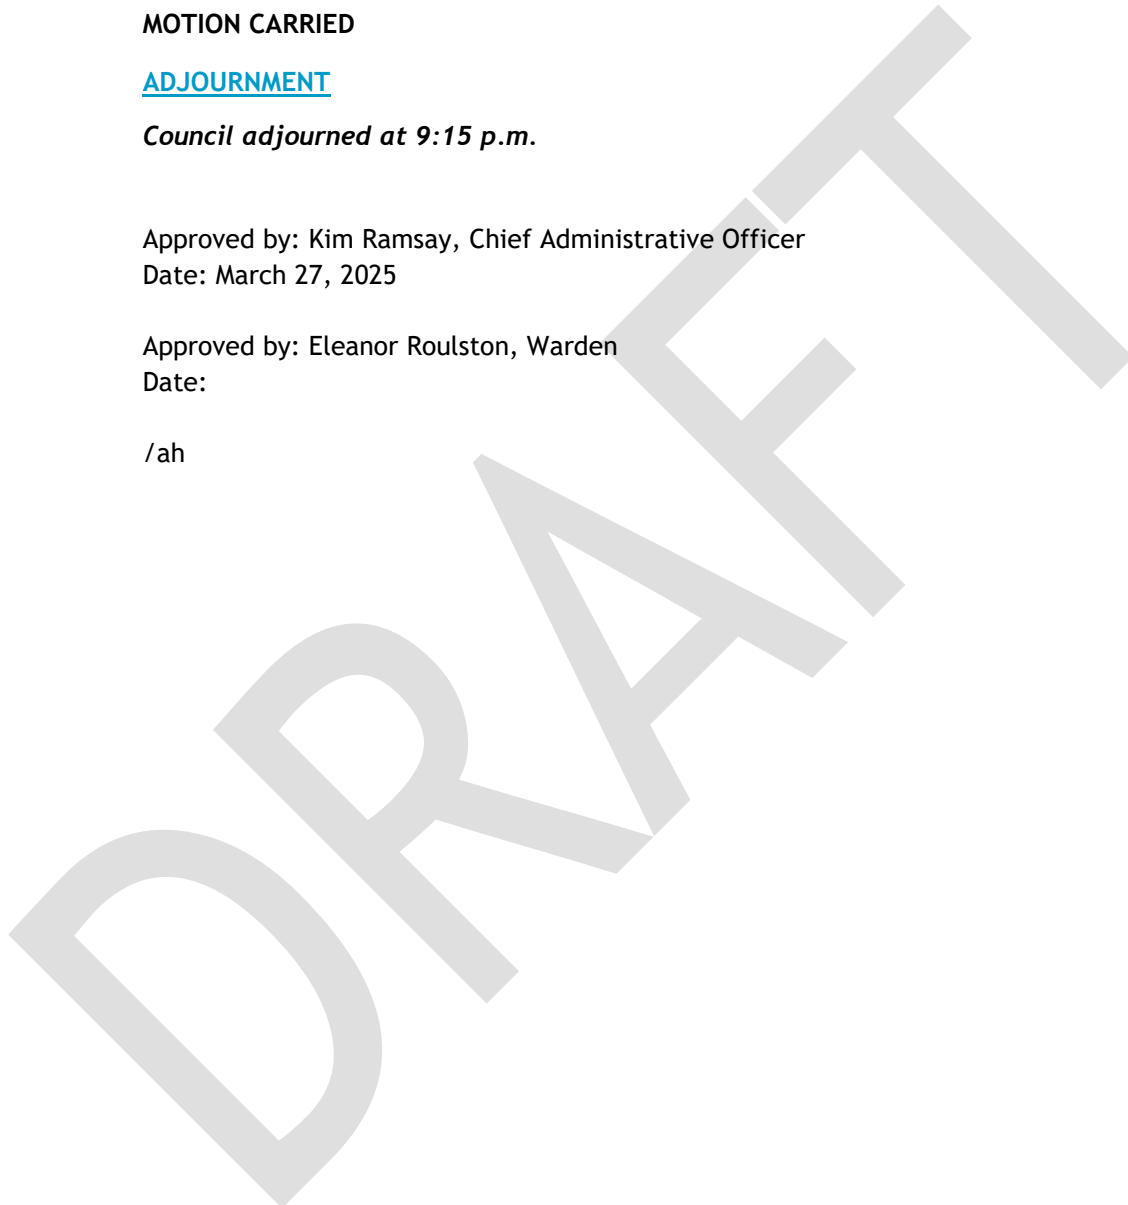 MOTION CARRIED
ADJOURNMENT
Council adjourned at 9:15 p.m.
Approved by: Kim Ramsay, Chief Administrative Officer
Date: March 27, 2025
Approved by: Eleanor Roulston, Warden
Date:
/ah
DRAFT